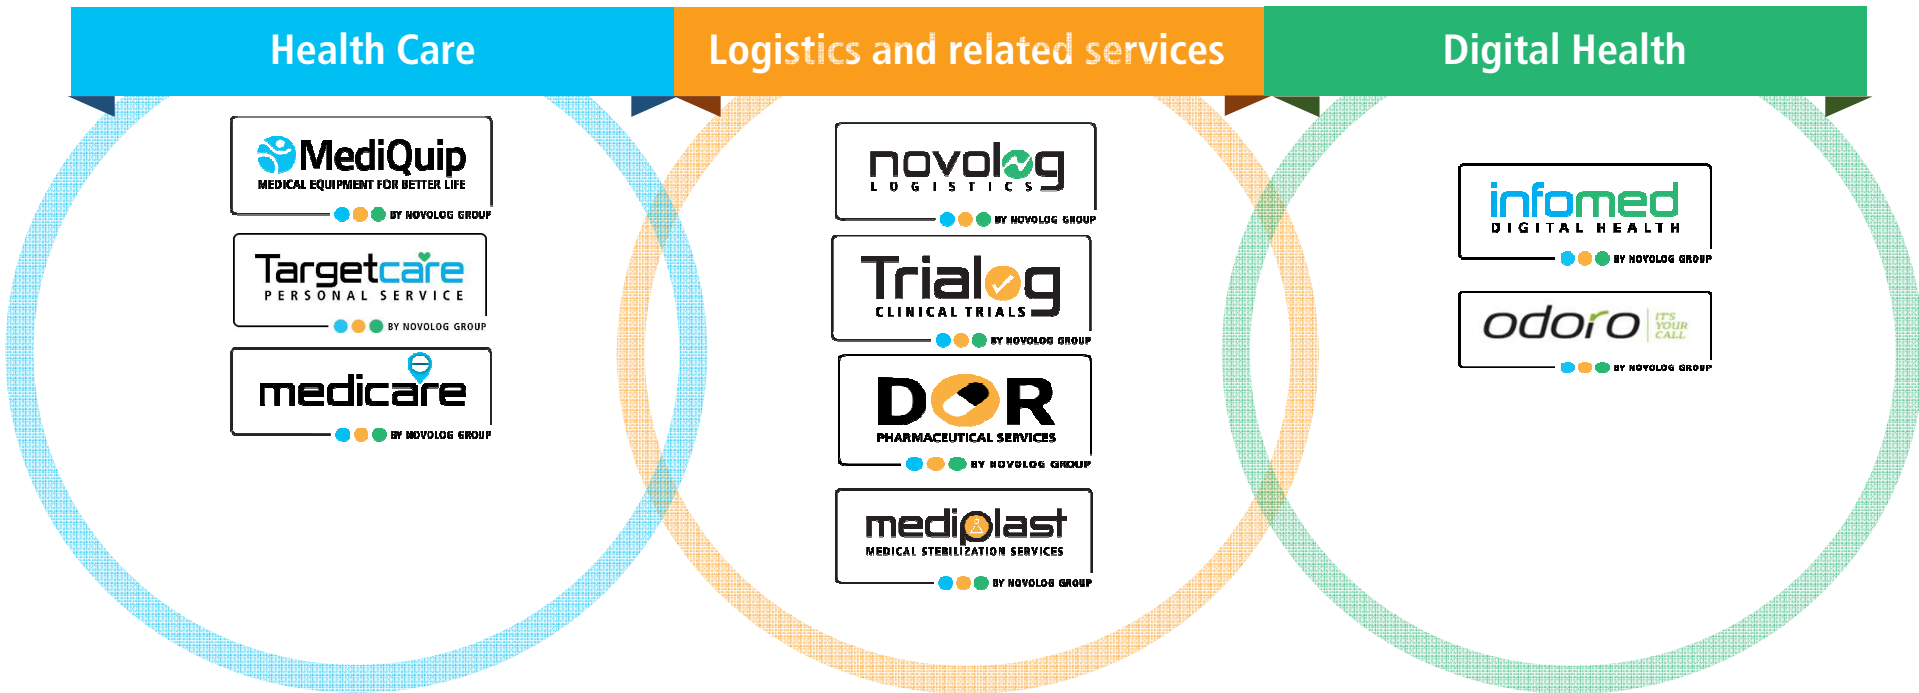 Health Care
Logistics and related services
Digital Health
MediQuip
MEDICAL EQUIPMENT FOR BETTER LIFE
BY NOVOLOG GROUP
Targetcare
PERSONAL SERVICE
BY NOVOLOG GROUP
medicare
BY NOVOLOG GROUP
novolog
LOGISTICS
BY NOVOLOG GROUP
Trialog
CLINICAL TRIALS
BY NOVOLOG GROUP
DOR
PHARMACEUTICAL SERVICES
BY NOVOLOG GROUP
mediplast
MEDICAL STERILIZATION SERVICES
BY NOVOLOG GROUP
infomed
DIGITAL HEALTH
BY NOVOLOG GROUP
odoro
IT'S
YOUR
CALL
BY NOVOLOG GROUP